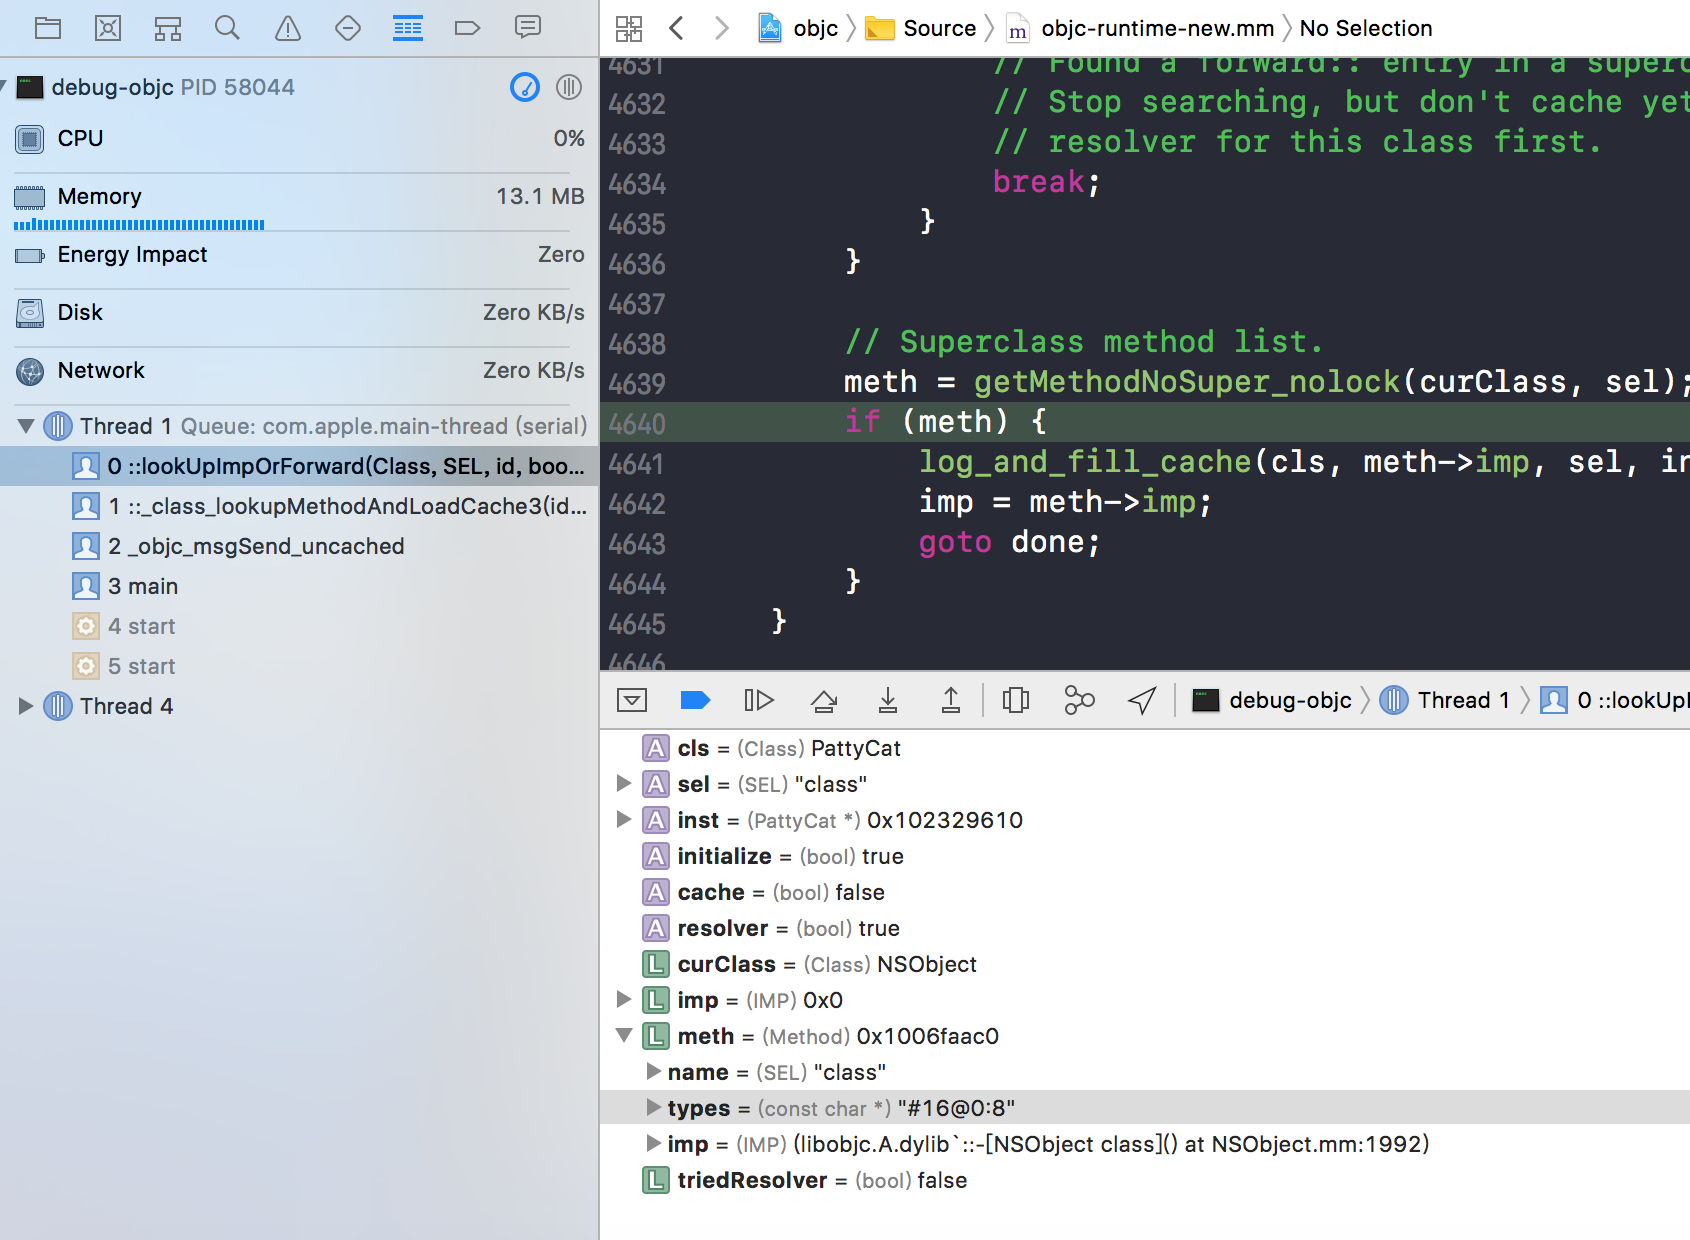 debug-objc PID 58044
CPU 0%
Memory 13.1 MB
Energy Impact Zero
Disk Zero KB/s
Network Zero KB/s
Thread 1 Queue: com.apple.main-thread (serial)
0 ::lookUpImpOrForward(Class, SEL, id, boo...
1 ::_class_lookupMethodAndLoadCache3(id...
2 _objc_msgSend_uncached
3 main
4 start
5 start
Thread 4
objc Source m objc-runtime-new.mm No Selection
4631 // Found a forward:: entry in a superc
4632 // Stop searching, but don't cache yet
4633 // resolver for this class first.
4634 break;
4635 }
4636 }
4637
4638 // Superclass method list.
4639 meth = getMethodNoSuper_nolock(curClass, sel);
4640 if (meth) {
4641 log_and_fill_cache(cls, meth->imp, sel, in
4642 imp = meth->imp;
4643 goto done;
4644 }
4645 }
4646
debug-objc Thread 1 0 ::lookUpI
A cls = (Class) PattyCat
A sel = (SEL) "class"
A inst = (PattyCat *) 0x102329610
A initialize = (bool) true
A cache = (bool) false
A resolver = (bool) true
L curClass = (Class) NSObject
L imp = (IMP) 0x0
L meth = (Method) 0x1006faac0
name = (SEL) "class"
types = (const char *) "#16@0:8"
imp = (IMP) (libobjc.A.dylib`::-[NSObject class]() at NSObject.mm:1992)
L triedResolver = (bool) false